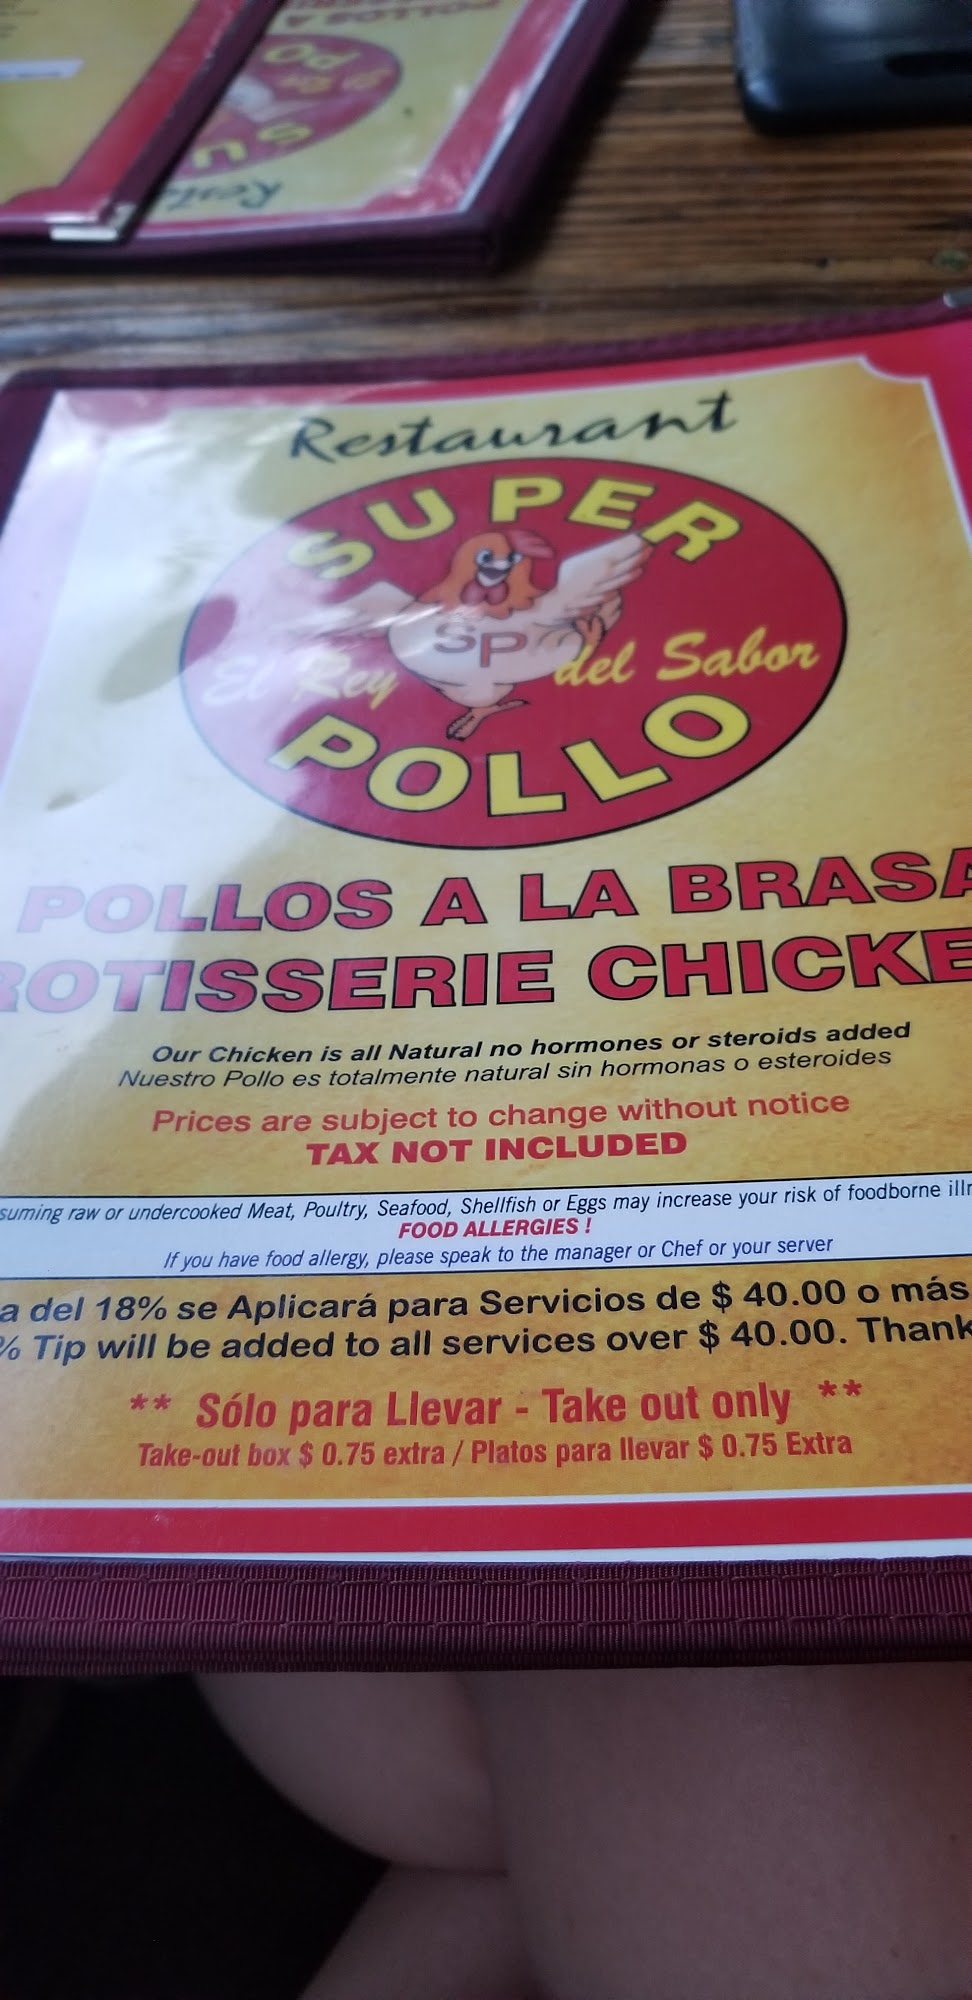 POLLOS A
SUPER
PO
Resta
Restaurant
SUPER
SP
El Rey del Sabor
POLLO
POLLOS A LA BRASA
ROTISSERIE CHICKE
Our Chicken is all Natural no hormones or steroids added
Nuestro Pollo es totalmente natural sin hormonas o esteroides
Prices are subject to change without notice
TAX NOT INCLUDED
suming raw or undercooked Meat, Poultry, Seafood, Shellfish or Eggs may increase your risk of foodborne illn
FOOD ALLERGIES !
If you have food allergy, please speak to the manager or Chef or your server
a del 18% se Aplicará para Servicios de $ 40.00 o más
% Tip will be added to all services over $ 40.00. Thank
** Sólo para Llevar - Take out only **
Take-out box $ 0.75 extra / Platos para llevar $ 0.75 Extra